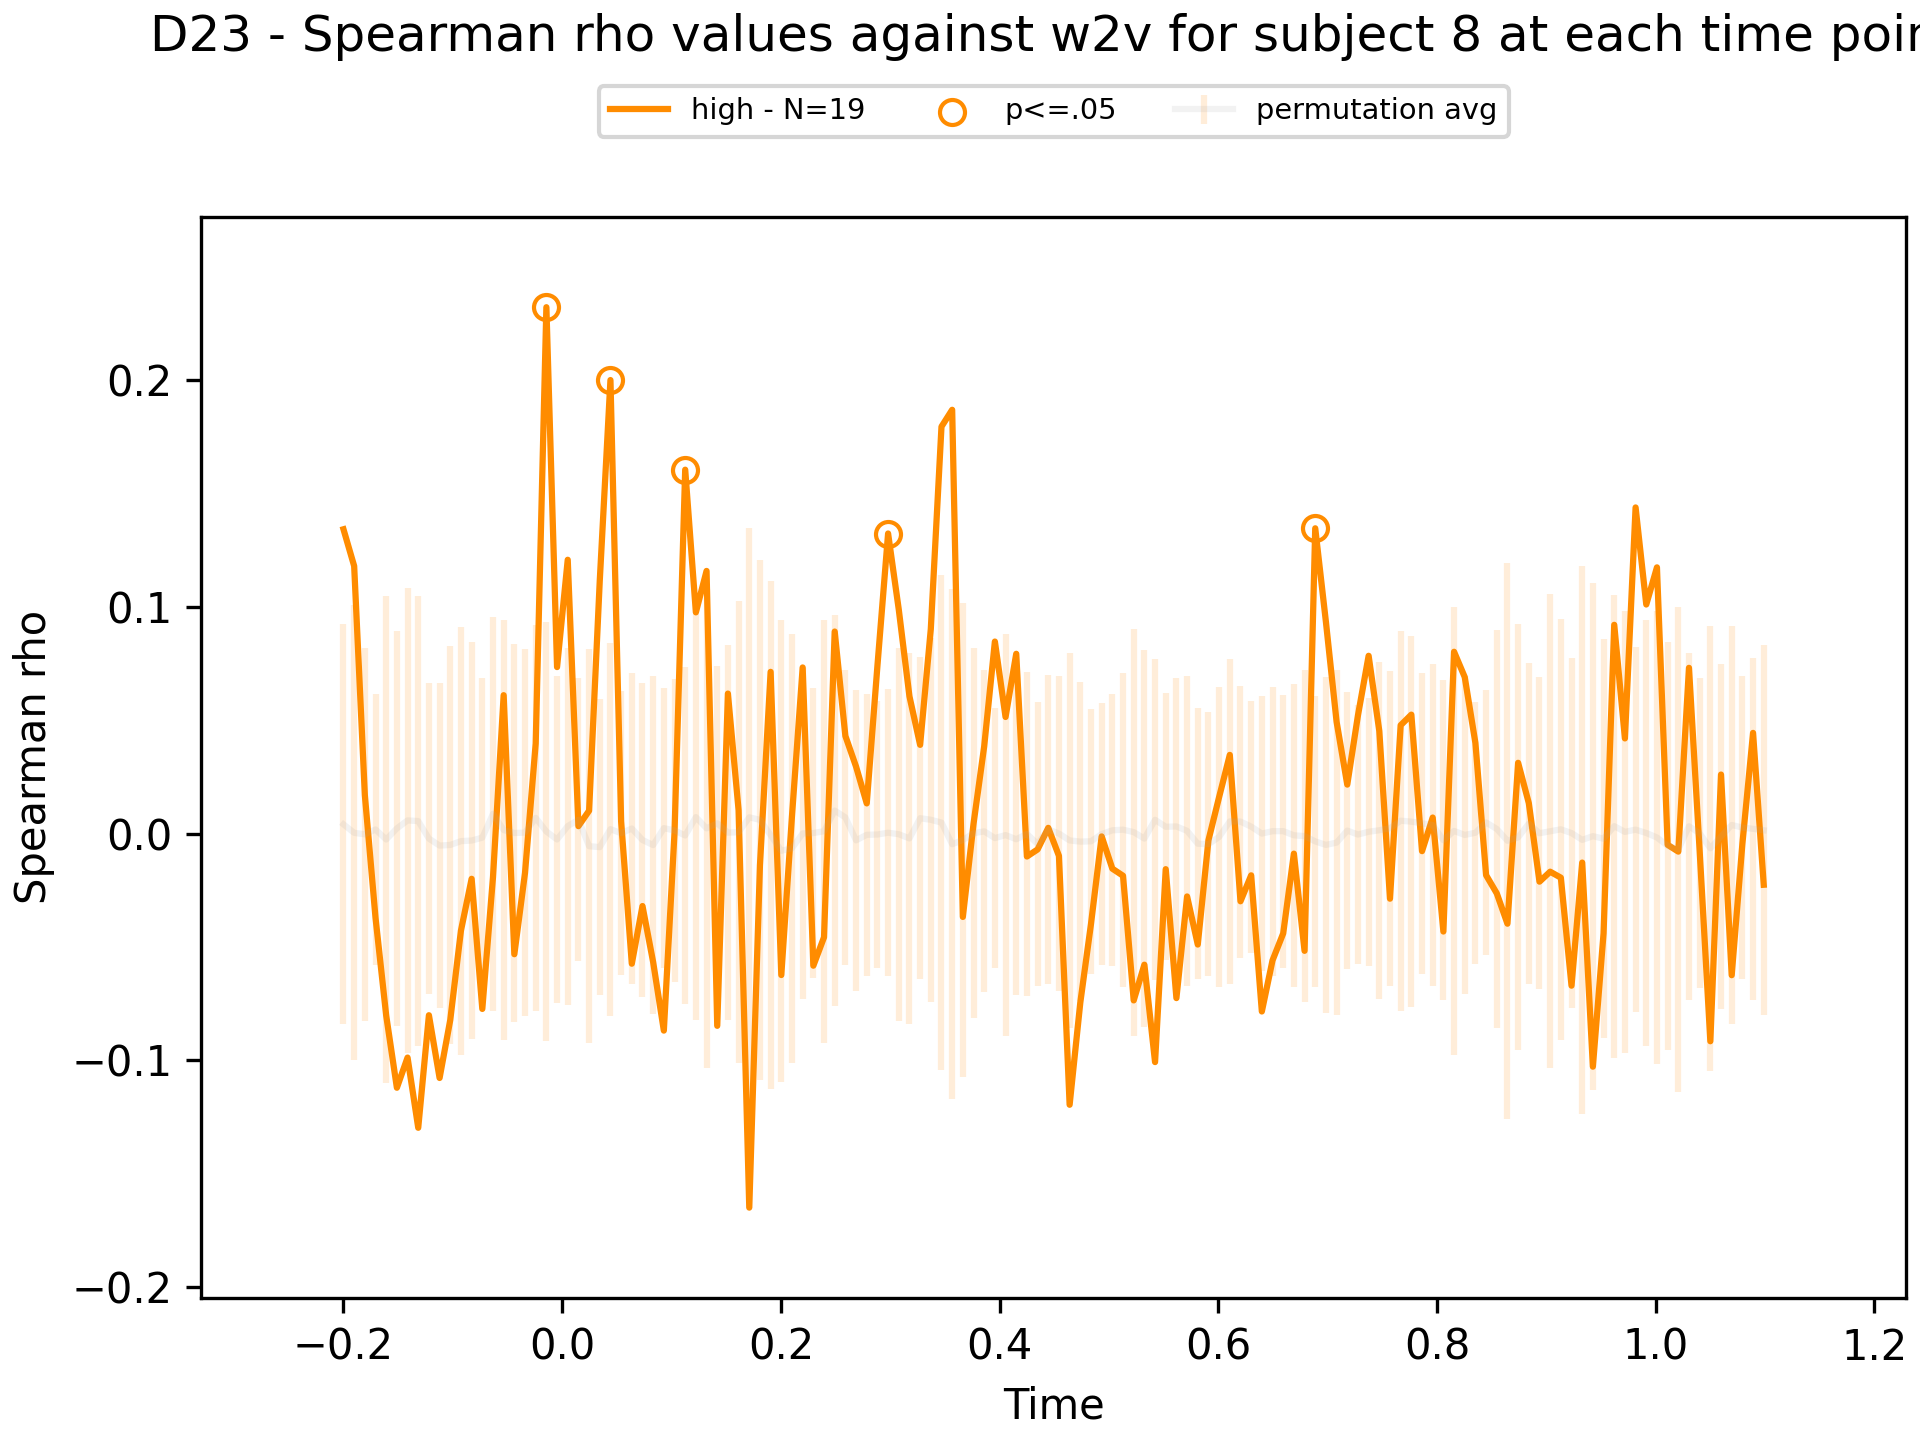 D23 - Spearman rho values against w2v for subject 8 at each time
high - N=19 p<=.05 permutation avg
Spearman rho
0.2
0.1
0.0
−0.1
−0.2
−0.2 0.0 0.2 0.4 0.6 0.8 1.0 1.2
Time